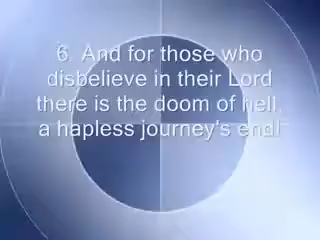 6. And for those who
disbelieve in their Lord
there is the doom of hell,
a hapless journey's end!